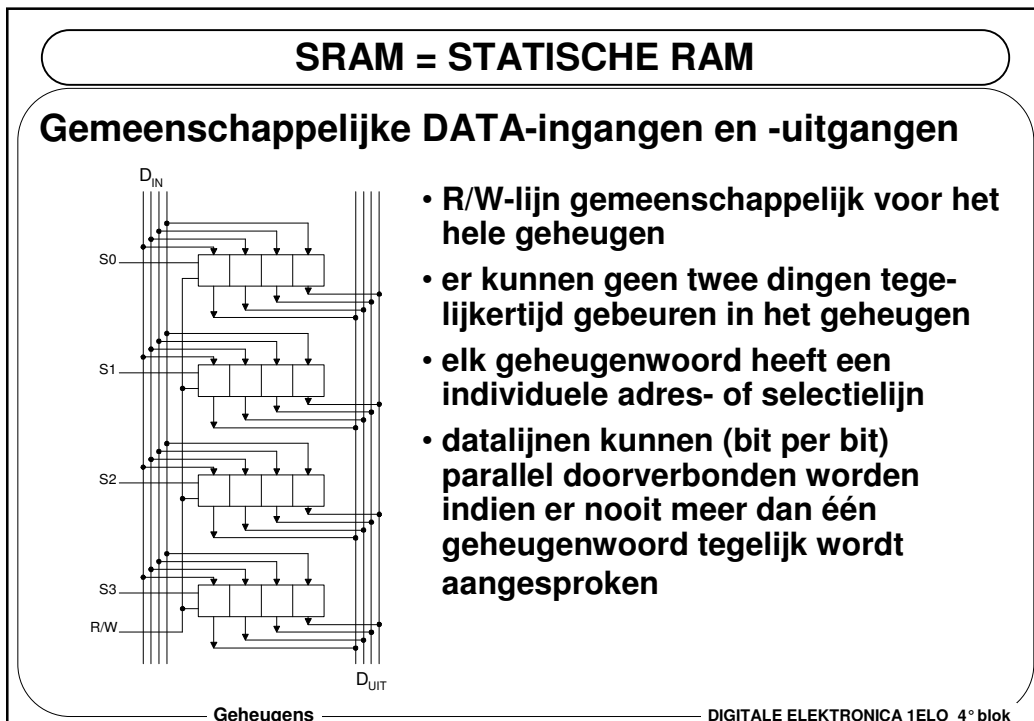 SRAM = STATISCHE RAM
Gemeenschappelijke DATA-ingangen en -uitgangen
D_IN
S0
S1
S2
S3
R/W
D_UIT
• R/W-lijn gemeenschappelijk voor het
hele geheugen
• er kunnen geen twee dingen tege-
lijkertijd gebeuren in het geheugen
• elk geheugenwoord heeft een
individuele adres- of selectielijn
• datalijnen kunnen (bit per bit)
parallel doorverbonden worden
indien er nooit meer dan één
geheugenwoord tegelijk wordt
aangesproken
Geheugens
DIGITALE ELEKTRONICA 1ELO 4° blok